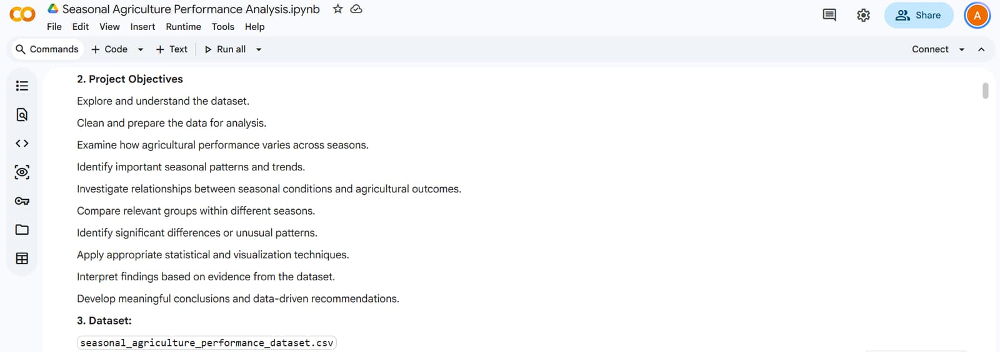 Seasonal Agriculture Performance Analysis.ipynb
File Edit View Insert Runtime Tools Help
Share
A
Commands + Code + Text Run all
Connect
2. Project Objectives
Explore and understand the dataset.
Clean and prepare the data for analysis.
Examine how agricultural performance varies across seasons.
Identify important seasonal patterns and trends.
Investigate relationships between seasonal conditions and agricultural outcomes.
Compare relevant groups within different seasons.
Identify significant differences or unusual patterns.
Apply appropriate statistical and visualization techniques.
Interpret findings based on evidence from the dataset.
Develop meaningful conclusions and data-driven recommendations.
3. Dataset:
seasonal_agriculture_performance_dataset.csv